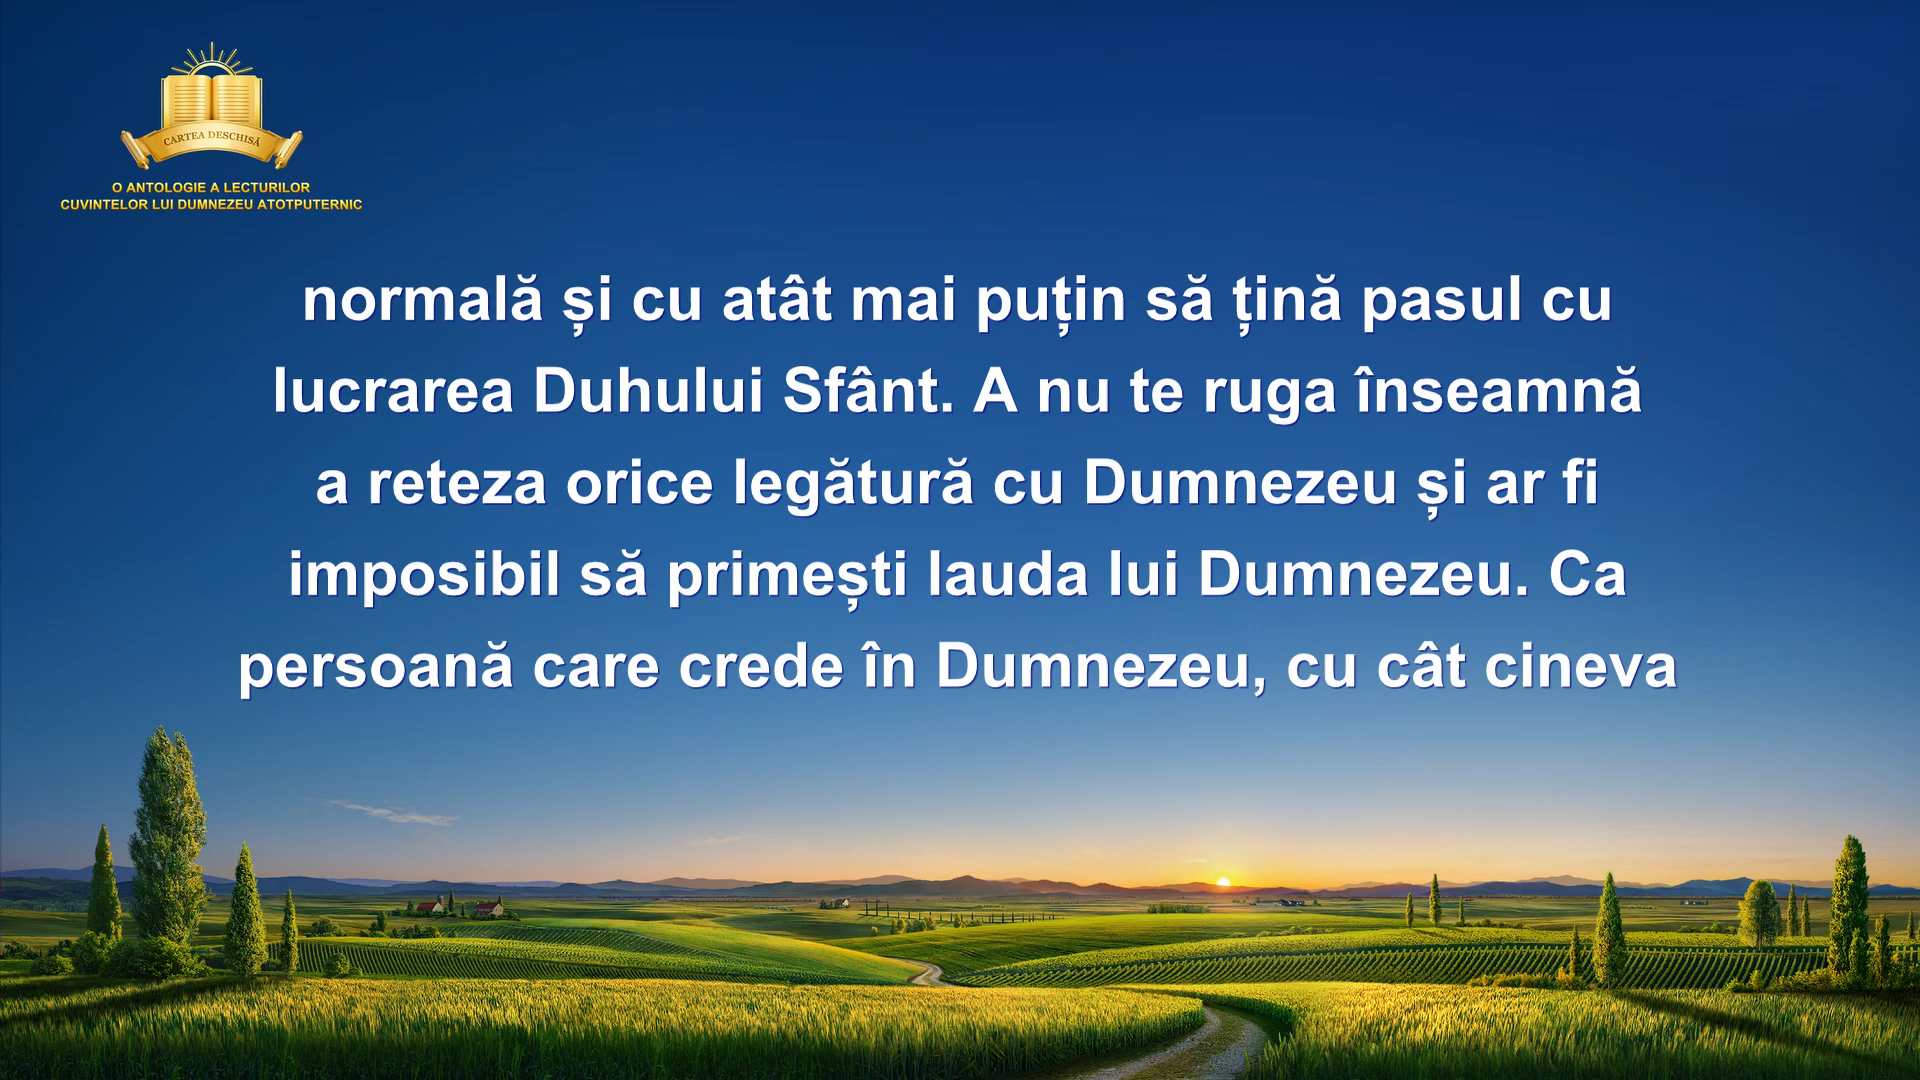 CARTEA DESCHISĂ
O ANTOLOGIE A LECTURILOR
CUVINTELOR LUI DUMNEZEU ATOTPUTERNIC
normală și cu atât mai puțin să țină pasul cu
lucrarea Duhului Sfânt. A nu te ruga înseamnă
a reteza orice legătură cu Dumnezeu și ar fi
imposibil să primești lauda lui Dumnezeu. Ca
persoană care crede în Dumnezeu, cu cât cineva